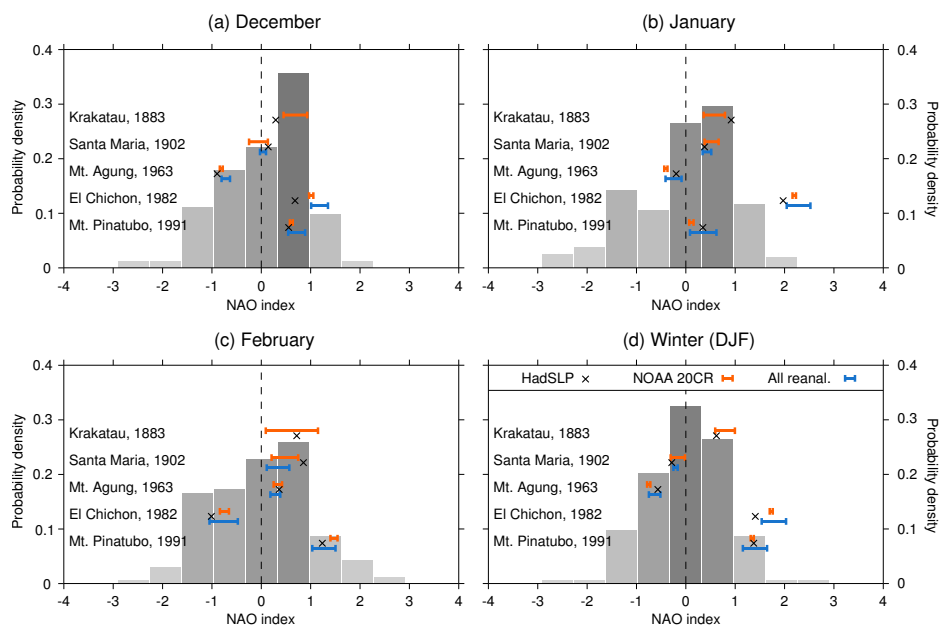 (a) December
(b) January
0.4
0.3
0.2
0.1
0
Probability density
Krakatau, 1883
Santa Maria, 1902
Mt. Agung, 1963
El Chichon, 1982
Mt. Pinatubo, 1991
-4 -3 -2 -1 0 1 2 3 4
NAO index
Krakatau, 1883
Santa Maria, 1902
Mt. Agung, 1963
El Chichon, 1982
Mt. Pinatubo, 1991
-4 -3 -2 -1 0 1 2 3 4
NAO index
0.4
0.3
0.2
0.1
0
Probability density
(c) February
(d) Winter (DJF)
0.4
0.3
0.2
0.1
0
Probability density
Krakatau, 1883
Santa Maria, 1902
Mt. Agung, 1963
El Chichon, 1982
Mt. Pinatubo, 1991
-4 -3 -2 -1 0 1 2 3 4
NAO index
HadSLP × NOAA 20CR All reanal.
Krakatau, 1883
Santa Maria, 1902
Mt. Agung, 1963
El Chichon, 1982
Mt. Pinatubo, 1991
-4 -3 -2 -1 0 1 2 3 4
NAO index
0.4
0.3
0.2
0.1
0
Probability density